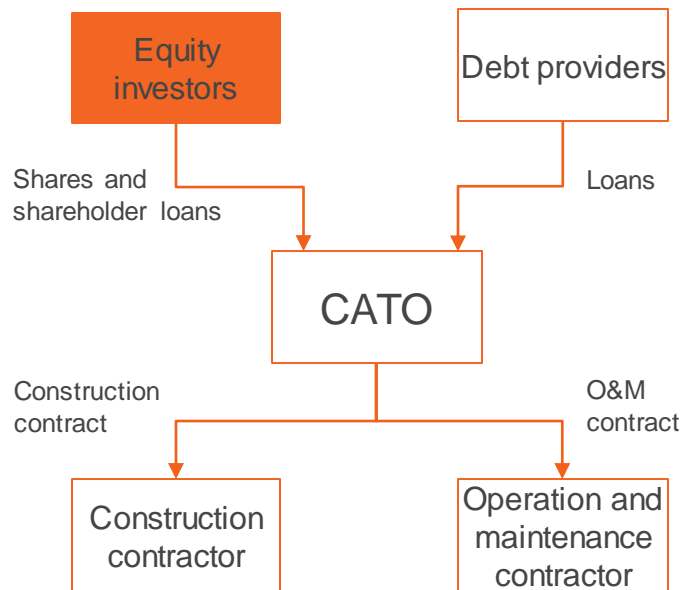 Equity
investors
Debt providers
Shares and
shareholder loans
Loans
CATO
Construction
contract
O&M
contract
Construction
contractor
Operation and
maintenance
contractor